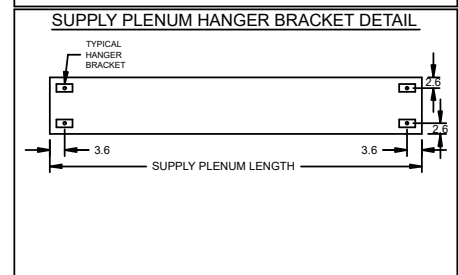 SUPPLY PLENUM HANGER BRACKET DETAIL
TYPICAL
HANGER
BRACKET
2.6
2.6
3.6
3.6
SUPPLY PLENUM LENGTH